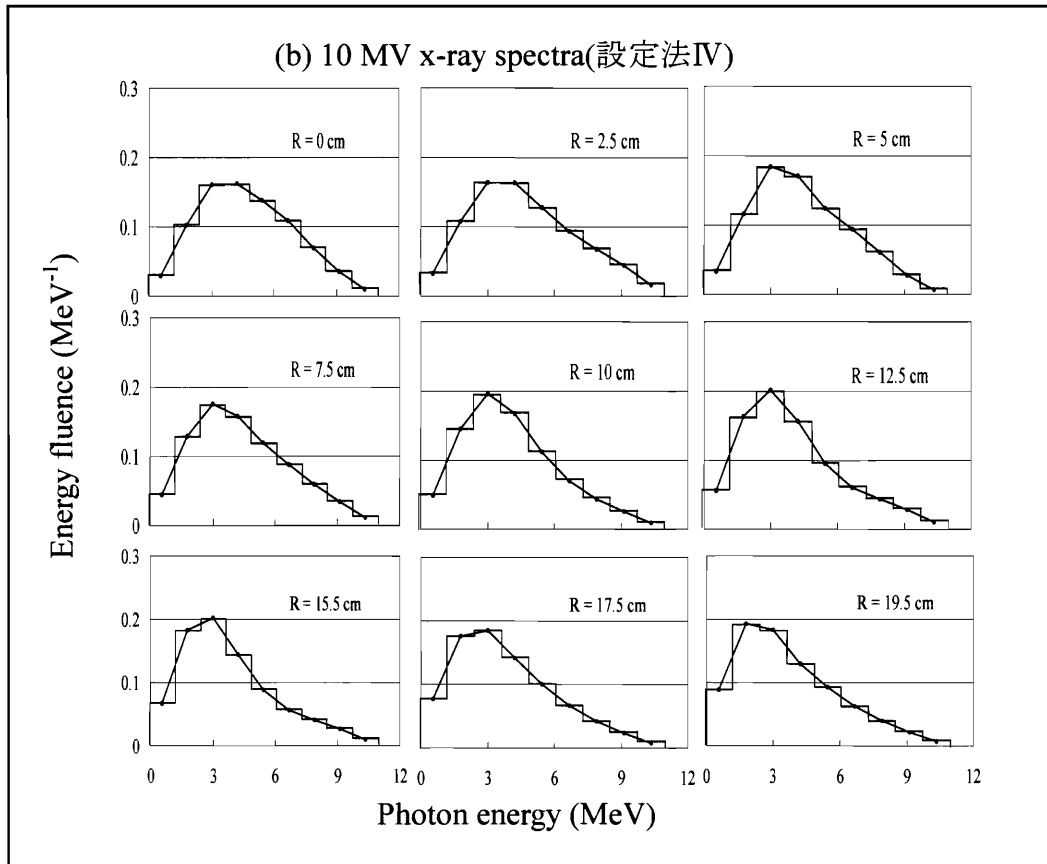 (b) 10 MV x-ray spectra(設定法Ⅳ)
Energy fluence (MeV⁻¹)
0.3
0.2
0.1
0
R = 0 cm
R = 2.5 cm
R = 5 cm
0.3
0.2
0.1
0
R = 7.5 cm
R = 10 cm
R = 12.5 cm
0.3
0.2
0.1
0
R = 15.5 cm
R = 17.5 cm
R = 19.5 cm
0 3 6 9 12 0 3 6 9 12 0 3 6 9 12
Photon energy (MeV)